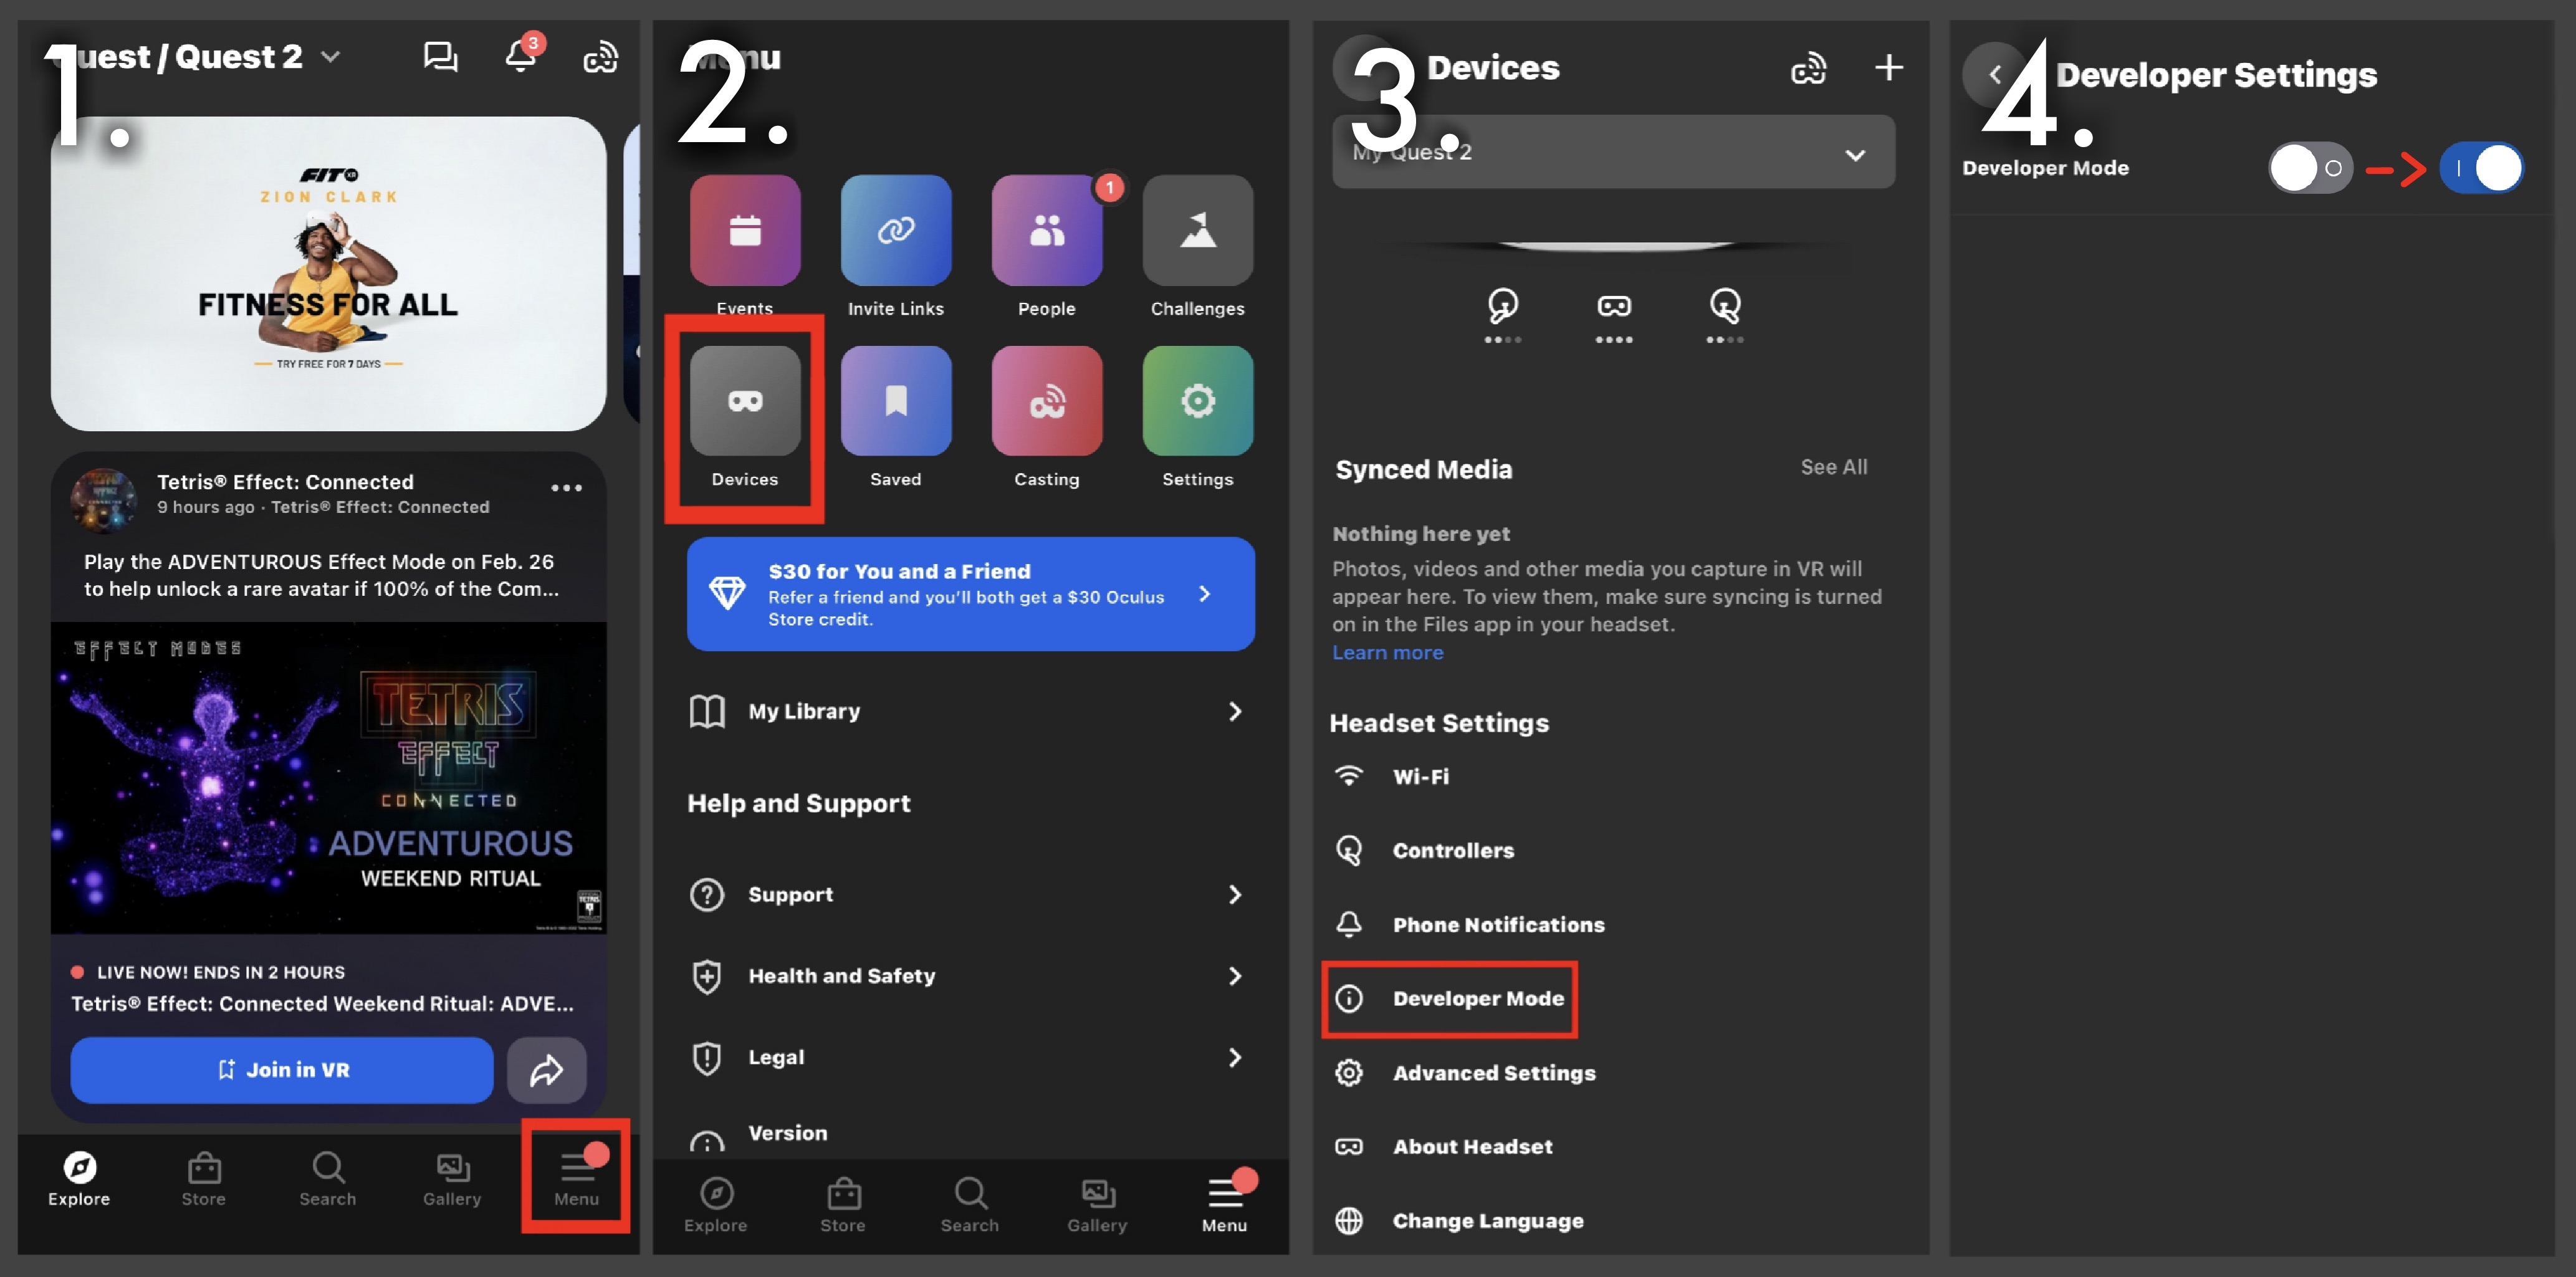 1.
uest / Quest 2
3
FIT XR
ZION CLARK
FITNESS FOR ALL
TRY FREE FOR 7 DAYS
Tetris® Effect: Connected
9 hours ago · Tetris® Effect: Connected
Play the ADVENTUROUS Effect Mode on Feb. 26
to help unlock a rare avatar if 100% of the Com...
EFFECT MODES
TETRIS
EFFECT
CONNECTED
ADVENTUROUS
WEEKEND RITUAL
TETRIS
LIVE NOW! ENDS IN 2 HOURS
Tetris® Effect: Connected Weekend Ritual: ADVE...
Join in VR
Explore
Store
Search
Gallery
Menu
2.
Menu
Events
Invite Links
People
1
Challenges
Devices
Saved
Casting
Settings
$30 for You and a Friend
Refer a friend and you'll both get a $30 Oculus
Store credit.
My Library
Help and Support
Support
Health and Safety
Legal
Version
Explore
Store
Search
Gallery
Menu
3.
Devices
My Quest 2
Synced Media
See All
Nothing here yet
Photos, videos and other media you capture in VR will
appear here. To view them, make sure syncing is turned
on in the Files app in your headset.
Learn more
Headset Settings
Wi-Fi
Controllers
Phone Notifications
Developer Mode
Advanced Settings
About Headset
Change Language
4.
Developer Settings
Developer Mode